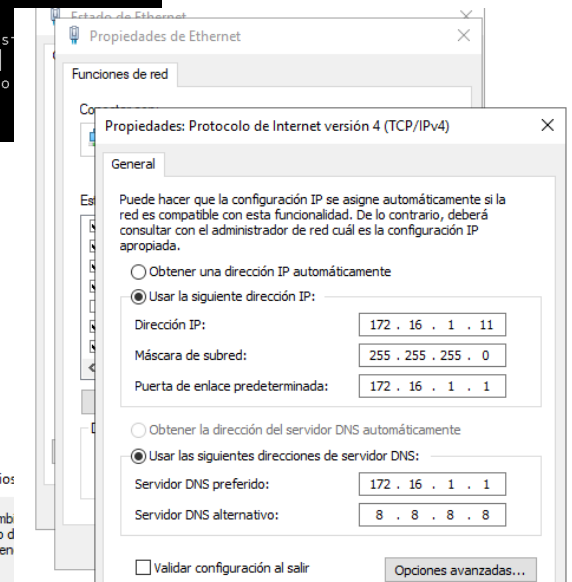 Estado de Ethernet
Propiedades de Ethernet
Funciones de red
Propiedades: Protocolo de Internet versión 4 (TCP/IPv4)
General
Puede hacer que la configuración IP se asigne automáticamente si la
red es compatible con esta funcionalidad. De lo contrario, deberá
consultar con el administrador de red cuál es la configuración IP
apropiada.
Obtener una dirección IP automáticamente
Usar la siguiente dirección IP:
Dirección IP: 172 . 16 . 1 . 11
Máscara de subred: 255 . 255 . 255 . 0
Puerta de enlace predeterminada: 172 . 16 . 1 . 1
Obtener la dirección del servidor DNS automáticamente
Usar las siguientes direcciones de servidor DNS:
Servidor DNS preferido: 172 . 16 . 1 . 1
Servidor DNS alternativo: 8 . 8 . 8 . 8
Validar configuración al salir
Opciones avanzadas...